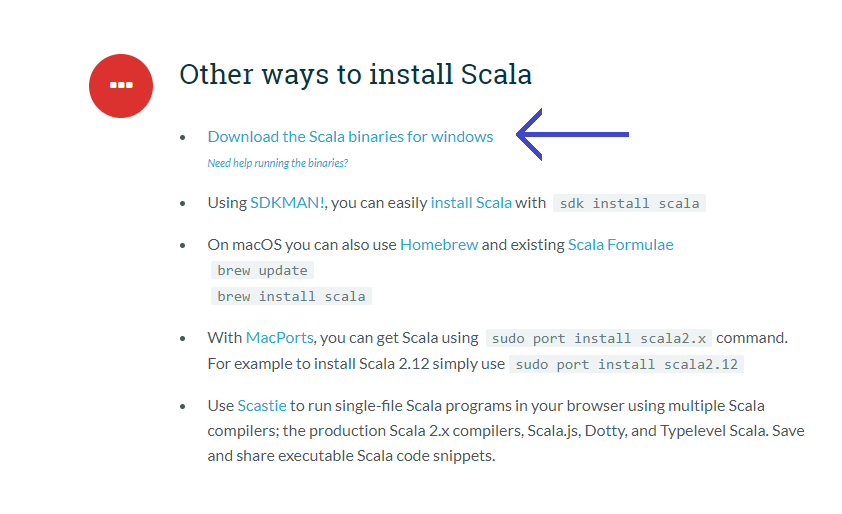 Other ways to install Scala
Download the Scala binaries for windows
Need help running the binaries?
Using SDKMAN!, you can easily install Scala with sdk install scala
On macOS you can also use Homebrew and existing Scala Formulae
brew update
brew install scala
With MacPorts, you can get Scala using sudo port install scala2.x command.
For example to install Scala 2.12 simply use sudo port install scala2.12
Use Scastie to run single-file Scala programs in your browser using multiple Scala
compilers; the production Scala 2.x compilers, Scala.js, Dotty, and Typelevel Scala. Save
and share executable Scala code snippets.